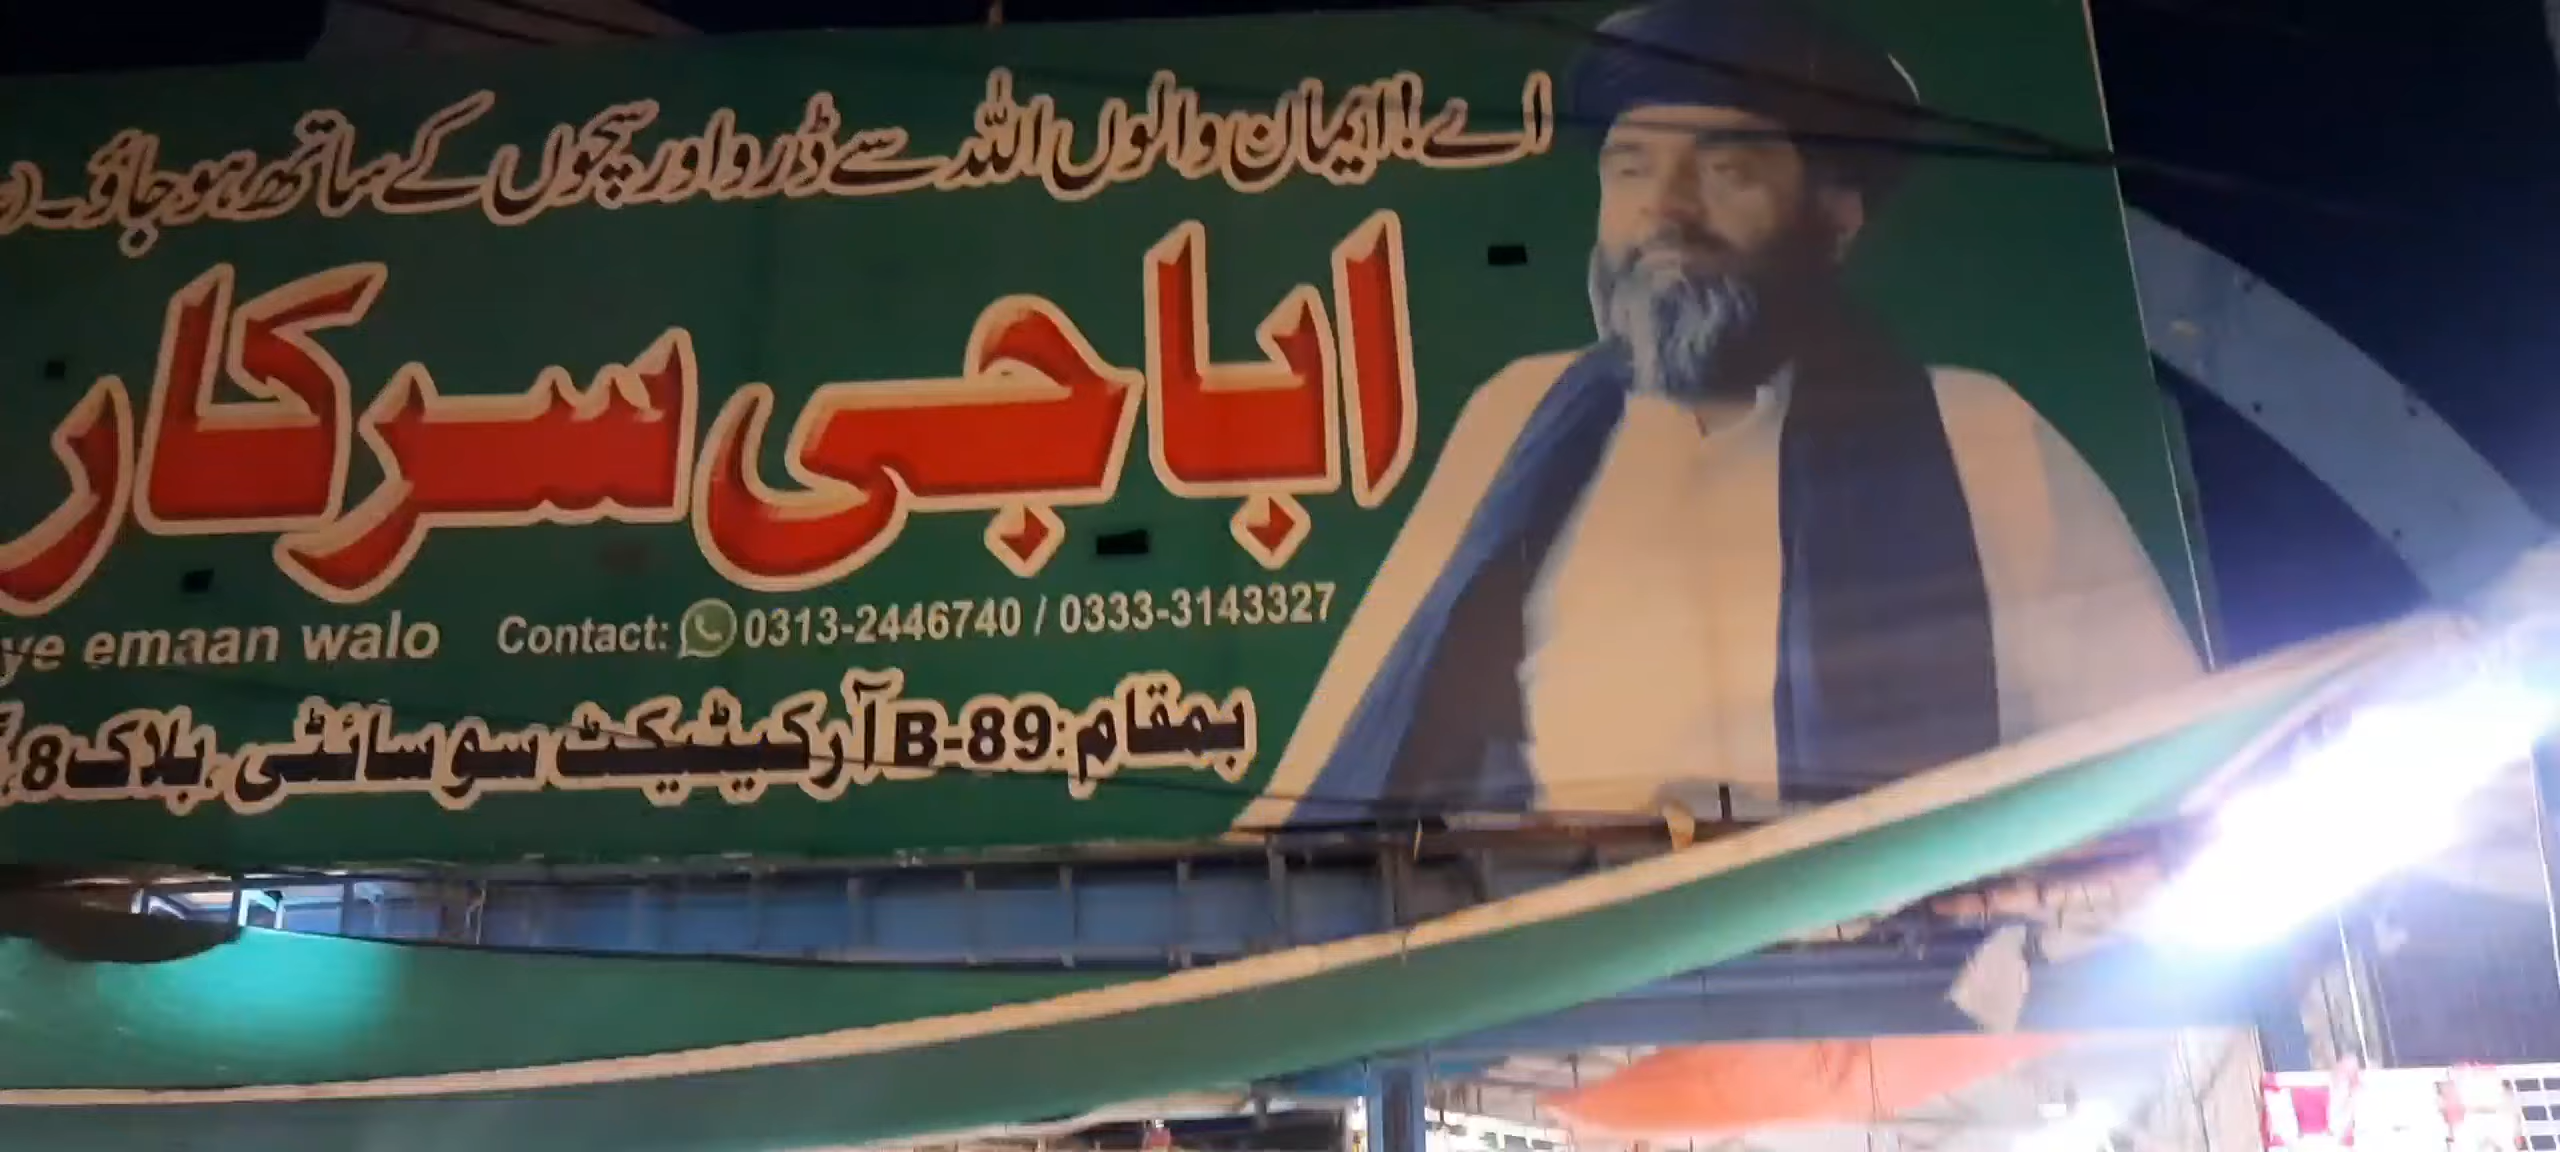 اے! ایمان والوں اللہ سے ڈرو اور سچوں کے ساتھ ہو جاؤ۔
اباجی سرکار
ye emaan walo Contact: 0313-2446740 / 0333-3143327
بمقام: B-89 آرکیٹیکٹ سوسائٹی، بلاک 8،